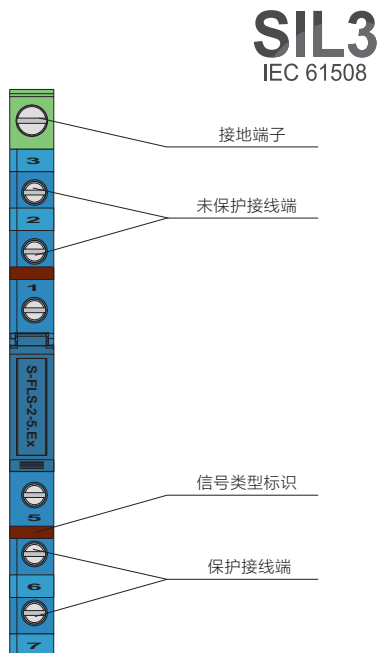 SIL3
IEC 61508
接地端子
3
未保护接线端
2
1
S-FLS-2-5.Ex
信号类型标识
5
保护接线端
6
7